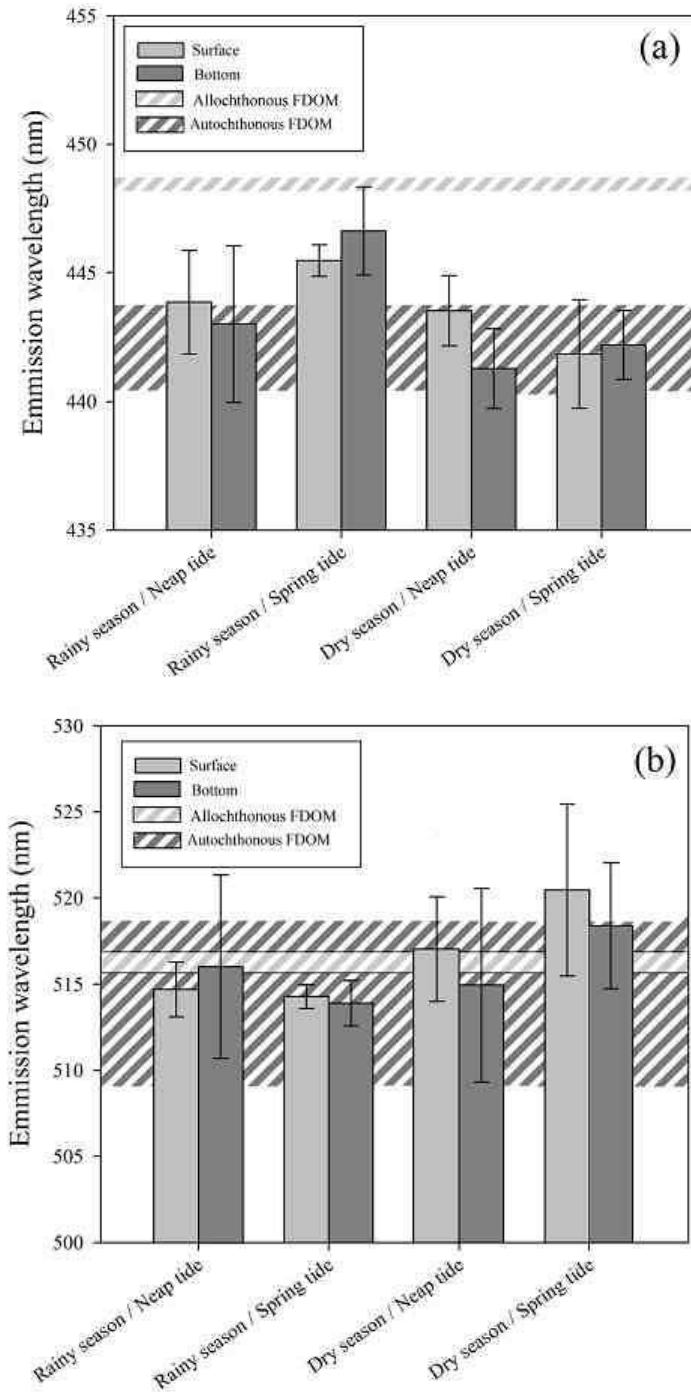 455
450
445
440
435
Emmission wavelength (nm)
(a)
Surface
Bottom
Allochthonous FDOM
Autochthonous FDOM
Rainy season / Neap tide
Rainy season / Spring tide
Dry season / Neap tide
Dry season / Spring tide
530
525
520
515
510
505
500
Emmission wavelength (nm)
(b)
Surface
Bottom
Allochthonous FDOM
Autochthonous FDOM
Rainy season / Neap tide
Rainy season / Spring tide
Dry season / Neap tide
Dry season / Spring tide